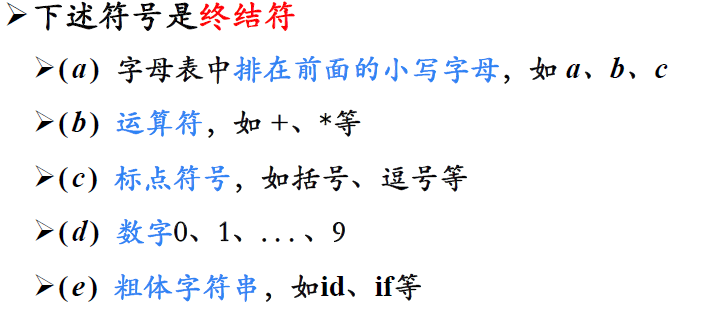 ➢下述符号是终结符
➢(a) 字母表中排在前面的小写字母，如 a、b、c
➢(b) 运算符，如 +、*等
➢(c) 标点符号，如括号、逗号等
➢(d) 数字0、1、...、9
➢(e) 粗体字符串，如id、if等